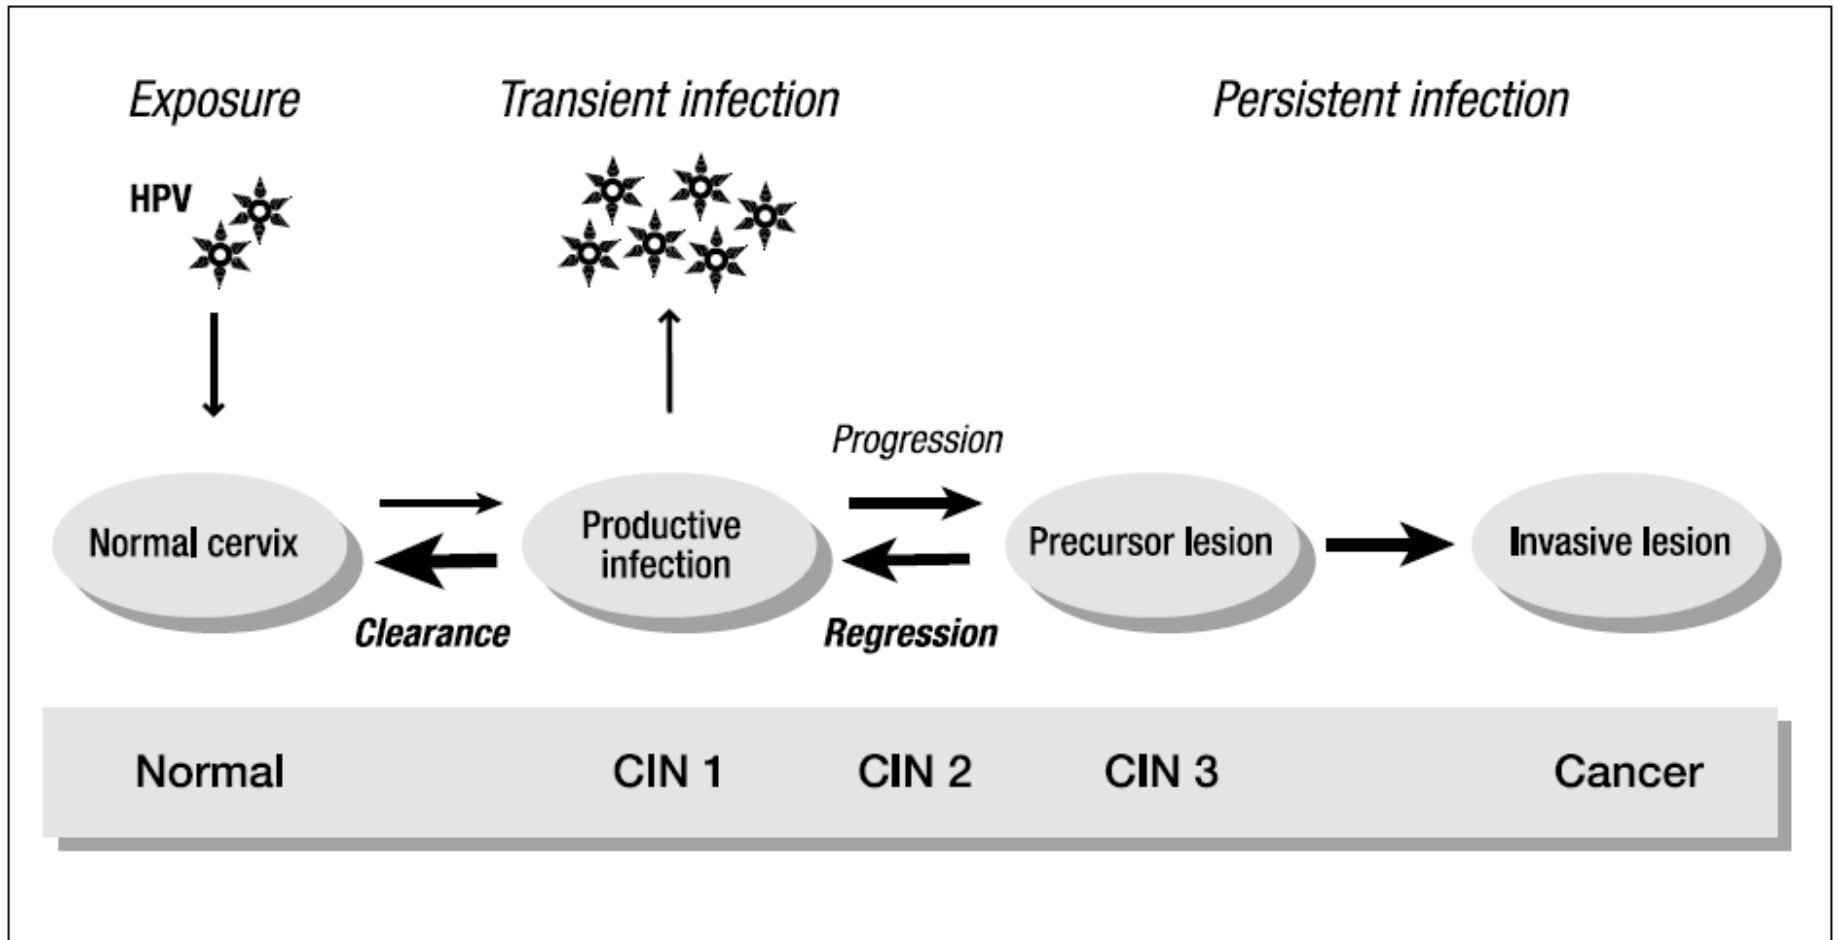 Exposure
Transient infection
Persistent infection
HPV
Progression
Normal cervix
Productive
infection
Precursor lesion
Invasive lesion
Clearance
Regression
Normal
CIN 1
CIN 2
CIN 3
Cancer